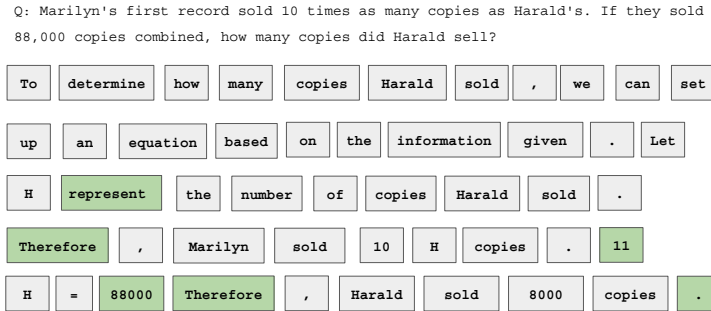 Q: Marilyn's first record sold 10 times as many copies as Harald's. If they sold
88,000 copies combined, how many copies did Harald sell?
To determine how many copies Harald sold , we can set
up an equation based on the information given . Let
H represent the number of copies Harald sold .
Therefore , Marilyn sold 10 H copies . 11
H = 88000 Therefore , Harald sold 8000 copies .